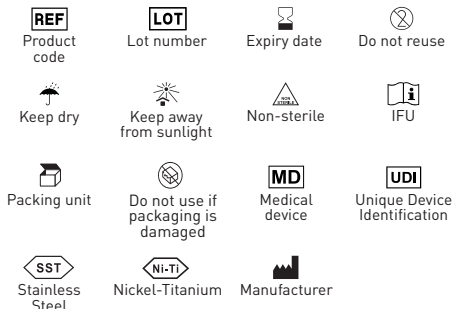 REF
Product
code
LOT
Lot number
Expiry date
2
Do not reuse
Keep dry
Keep away
from sunlight
NON
STERILE
Non-sterile
i
IFU
Packing unit
Do not use if
packaging is
damaged
MD
Medical
device
UDI
Unique Device
Identification
SST
Stainless
Steel
Ni-Ti
Nickel-Titanium
Manufacturer